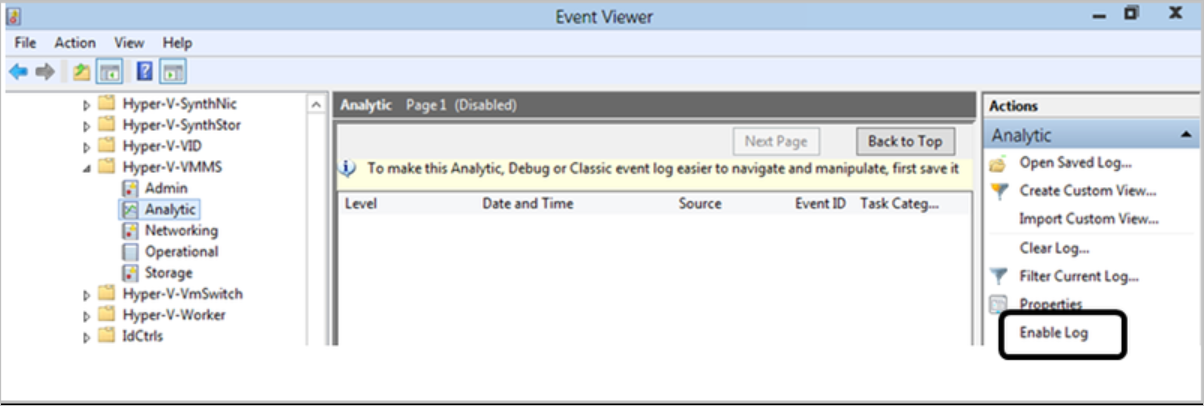 Event Viewer
File Action View Help
Hyper-V-SynthNic
Hyper-V-SynthStor
Hyper-V-VID
Hyper-V-VMMS
Admin
Analytic
Networking
Operational
Storage
Hyper-V-VmSwitch
Hyper-V-Worker
IdCtrls
Analytic Page 1 (Disabled)
Next Page Back to Top
To make this Analytic, Debug or Classic event log easier to navigate and manipulate, first save it
Level Date and Time Source Event ID Task Categ...
Actions
Analytic
Open Saved Log...
Create Custom View...
Import Custom View...
Clear Log...
Filter Current Log...
Properties
Enable Log